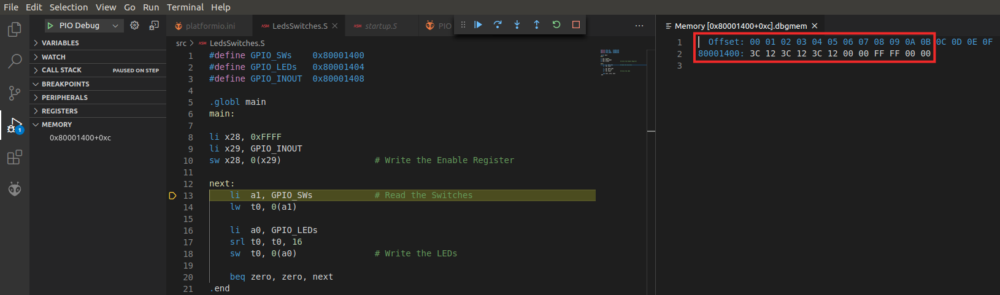 File Edit Selection View Go Run Terminal Help
PIO Debug
VARIABLES
WATCH
CALL STACK PAUSED ON STEP
BREAKPOINTS
PERIPHERALS
REGISTERS
MEMORY
0x80001400+0xc
1
platformio.ini ASM LedsSwitches.S × ASM startup.S PIO ...
src > ASM LedsSwitches.S
1 #define GPIO_SWs    0x80001400
2 #define GPIO_LEDs   0x80001404
3 #define GPIO_INOUT  0x80001408
4
5 .globl main
6 main:
7
8 li x28, 0xFFFF
9 li x29, GPIO_INOUT
10 sw x28, 0(x29)                  # Write the Enable Register
11
12 next:
13     li  a1, GPIO_SWs            # Read the Switches
14     lw  t0, 0(a1)
15
16     li  a0, GPIO_LEDs
17     srl t0, t0, 16
18     sw  t0, 0(a0)               # Write the LEDs
19
20     beq zero, zero, next
21 .end
Memory [0x80001400+0xc].dbgmem ×
1   Offset: 00 01 02 03 04 05 06 07 08 09 0A 0B 0C 0D 0E 0F
2 80001400: 3C 12 3C 12 3C 12 00 00 FF FF 00 00
3